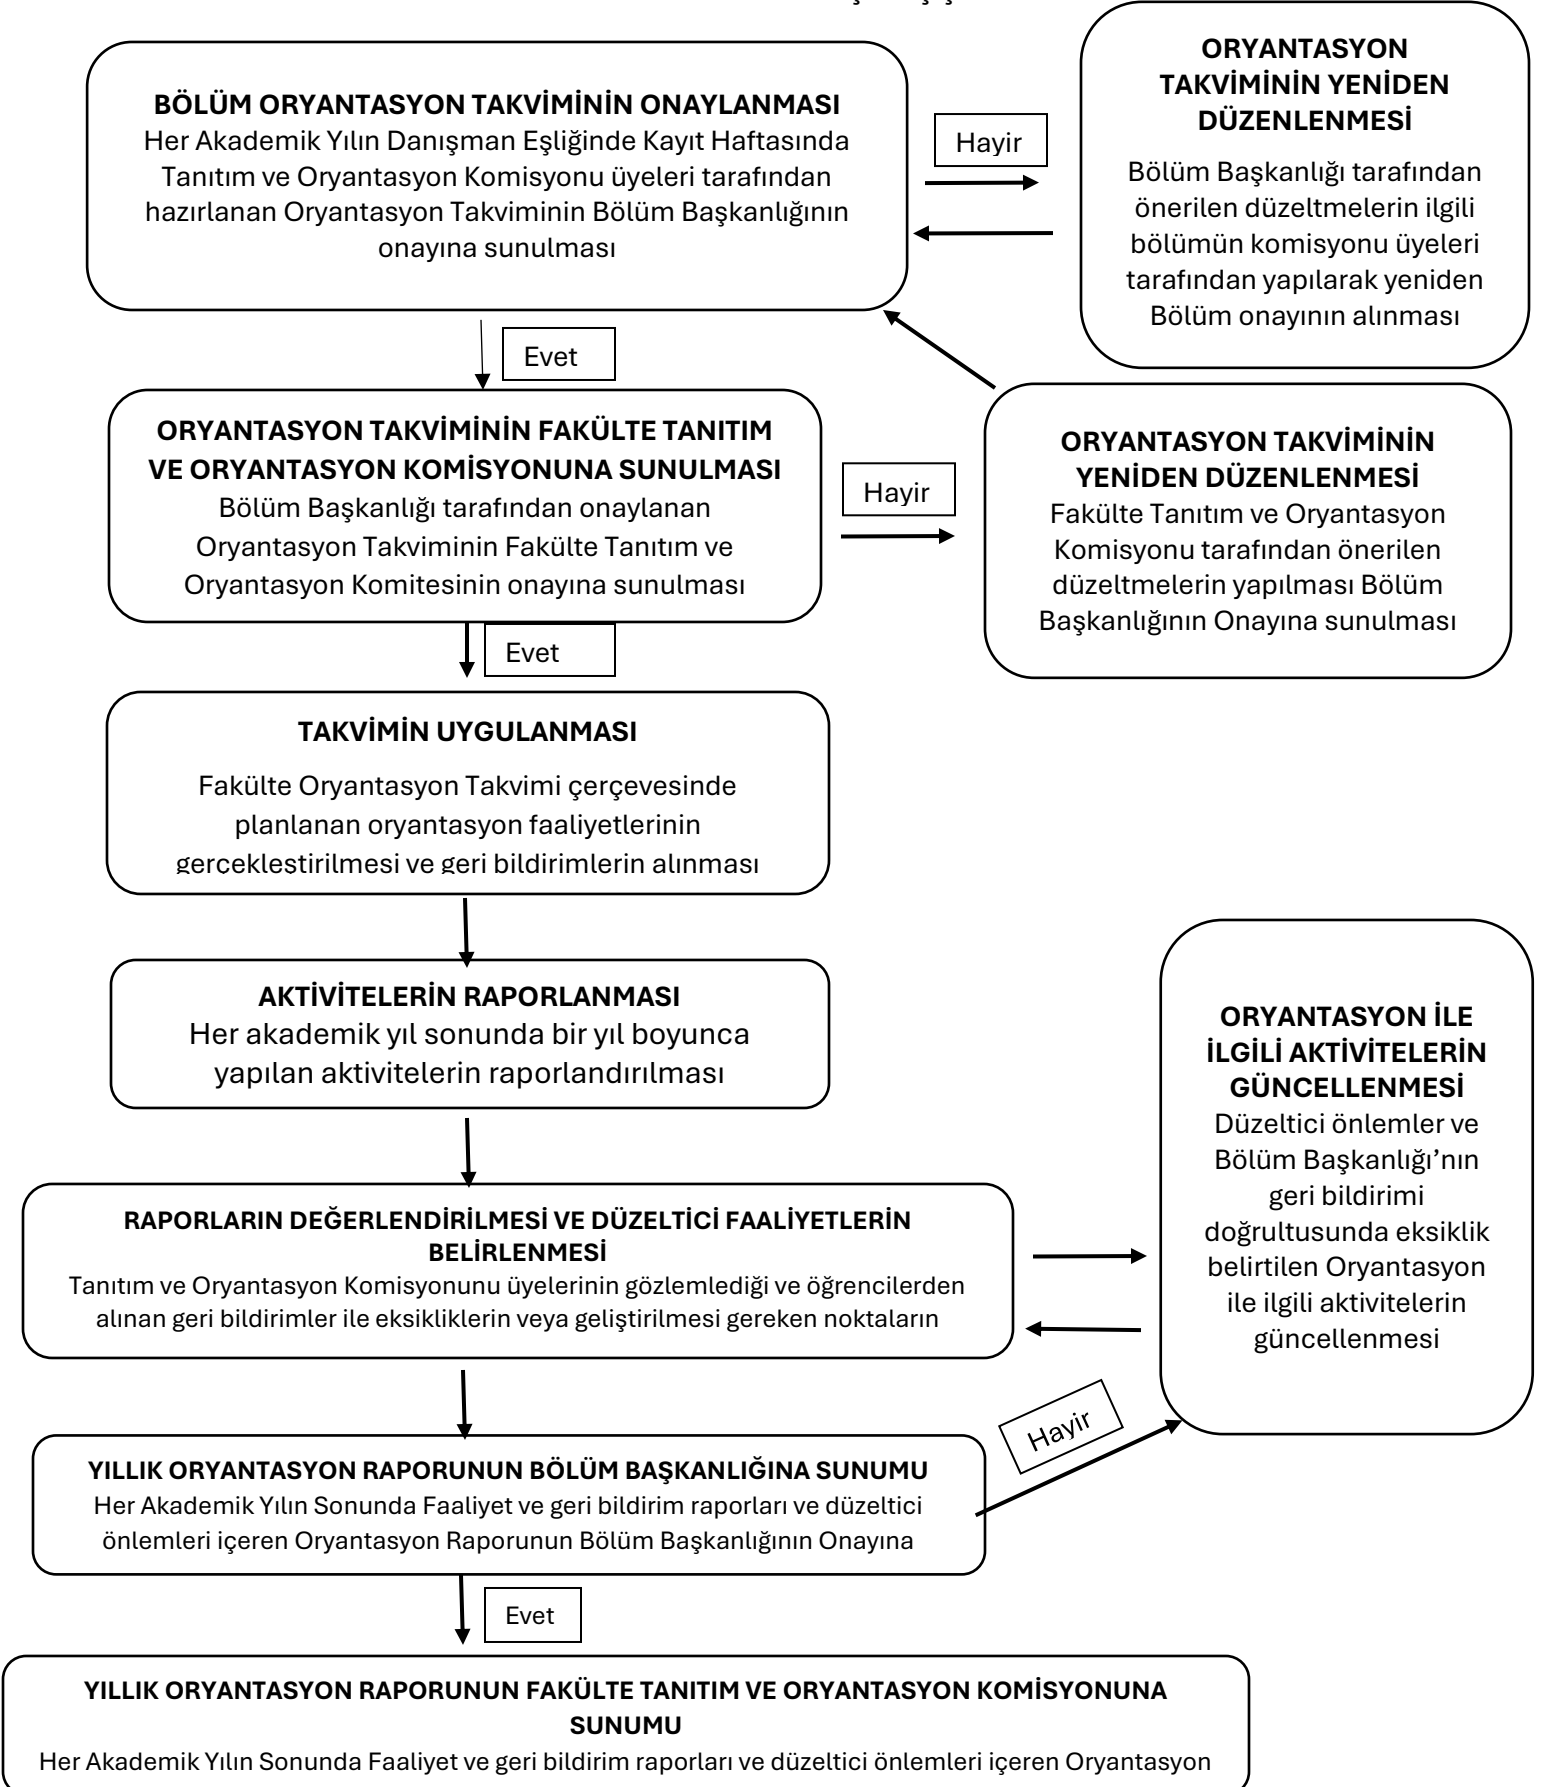 BÖLÜM ORYANTASYON TAKVİMİNİN ONAYLANMASI
Her Akademik Yılın Danışman Eşliğinde Kayıt Haftasında
Tanıtım ve Oryantasyon Komisyonu üyeleri tarafından
hazırlanan Oryantasyon Takviminin Bölüm Başkanlığının
onayına sunulması
Hayir
ORYANTASYON
TAKVİMİNİN YENİDEN
DÜZENLENMESİ
Bölüm Başkanlığı tarafından
önerilen düzeltmelerin ilgili
bölümün komisyonu üyeleri
tarafından yapılarak yeniden
Bölüm onayının alınması
Evet
ORYANTASYON TAKVİMİNİN FAKÜLTE TANITIM
VE ORYANTASYON KOMİSYONUNA SUNULMASI
Bölüm Başkanlığı tarafından onaylanan
Oryantasyon Takviminin Fakülte Tanıtım ve
Oryantasyon Komitesinin onayına sunulması
Hayir
ORYANTASYON TAKVİMİNİN
YENİDEN DÜZENLENMESİ
Fakülte Tanıtım ve Oryantasyon
Komisyonu tarafından önerilen
düzeltmelerin yapılması Bölüm
Başkanlığının Onayına sunulması
Evet
TAKVİMİN UYGULANMASI
Fakülte Oryantasyon Takvimi çerçevesinde
planlanan oryantasyon faaliyetlerinin
gerçekleştirilmesi ve geri bildirimlerin alınması
AKTİVİTELERİN RAPORLANMASI
Her akademik yıl sonunda bir yıl boyunca
yapılan aktivitelerin raporlandırılması
ORYANTASYON İLE
İLGİLİ AKTİVİTELERİN
GÜNCELLENMESİ
Düzeltici önlemler ve
Bölüm Başkanlığı’nın
geri bildirimi
doğrultusunda eksiklik
belirtilen Oryantasyon
ile ilgili aktivitelerin
güncellenmesi
RAPORLARIN DEĞERLENDİRİLMESİ VE DÜZELTİCİ FAALİYETLERİN
BELİRLENMESİ
Tanıtım ve Oryantasyon Komisyonunu üyelerinin gözlemlediği ve öğrencilerden
alınan geri bildirimler ile eksikliklerin veya geliştirilmesi gereken noktaların
Hayir
YILLIK ORYANTASYON RAPORUNUN BÖLÜM BAŞKANLIĞINA SUNUMU
Her Akademik Yılın Sonunda Faaliyet ve geri bildirim raporları ve düzeltici
önlemleri içeren Oryantasyon Raporunun Bölüm Başkanlığının Onayına
Evet
YILLIK ORYANTASYON RAPORUNUN FAKÜLTE TANITIM VE ORYANTASYON KOMİSYONUNA
SUNUMU
Her Akademik Yılın Sonunda Faaliyet ve geri bildirim raporları ve düzeltici önlemleri içeren Oryantasyon